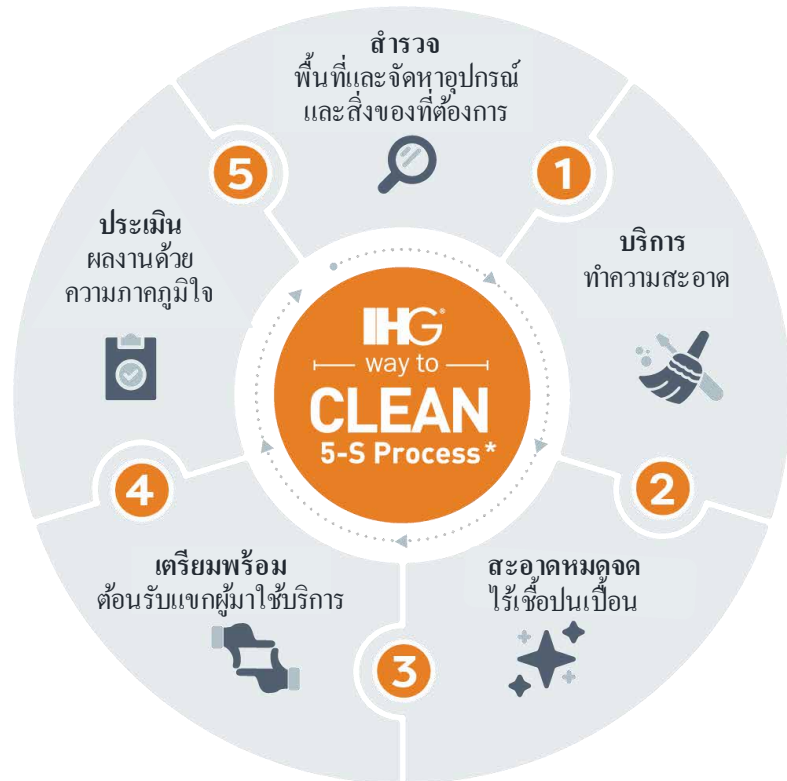 สำรวจ
พื้นที่และจัดหาอุปกรณ์
และสิ่งของที่ต้องการ
1
บริการ
ทำความสะอาด
2
สะอาดหมดจด
ไร้เชื้อปนเปื้อน
3
เตรียมพร้อม
ต้อนรับแขกผู้มาใช้บริการ
4
ประเมิน
ผลงานด้วย
ความภาคภูมิใจ
5
IHG®
way to
CLEAN
5-S Process*